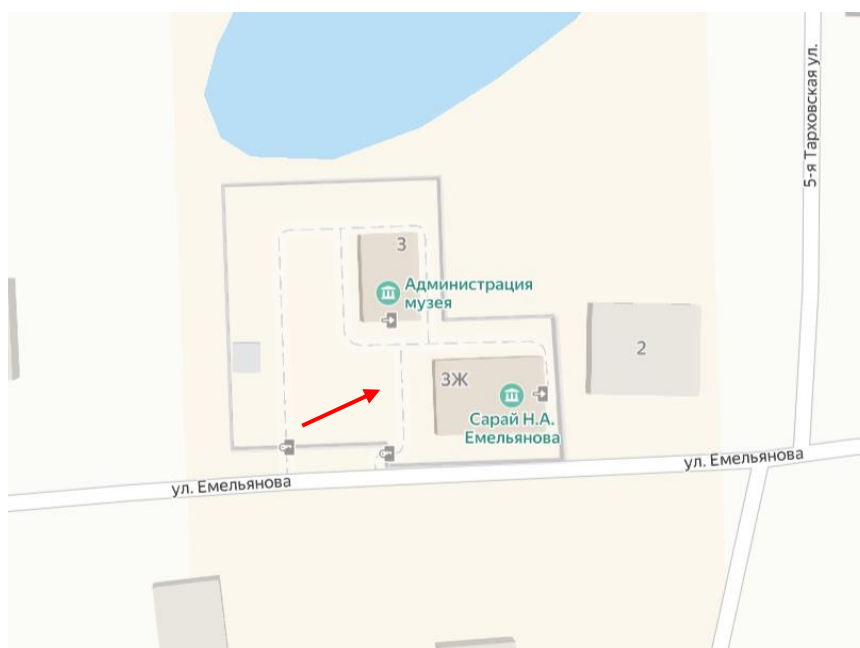 5-я Тарховская ул.
3
Администрация
музея
2
3Ж
Сарай Н.А.
Емельянова
ул. Емельянова
ул. Емельянова